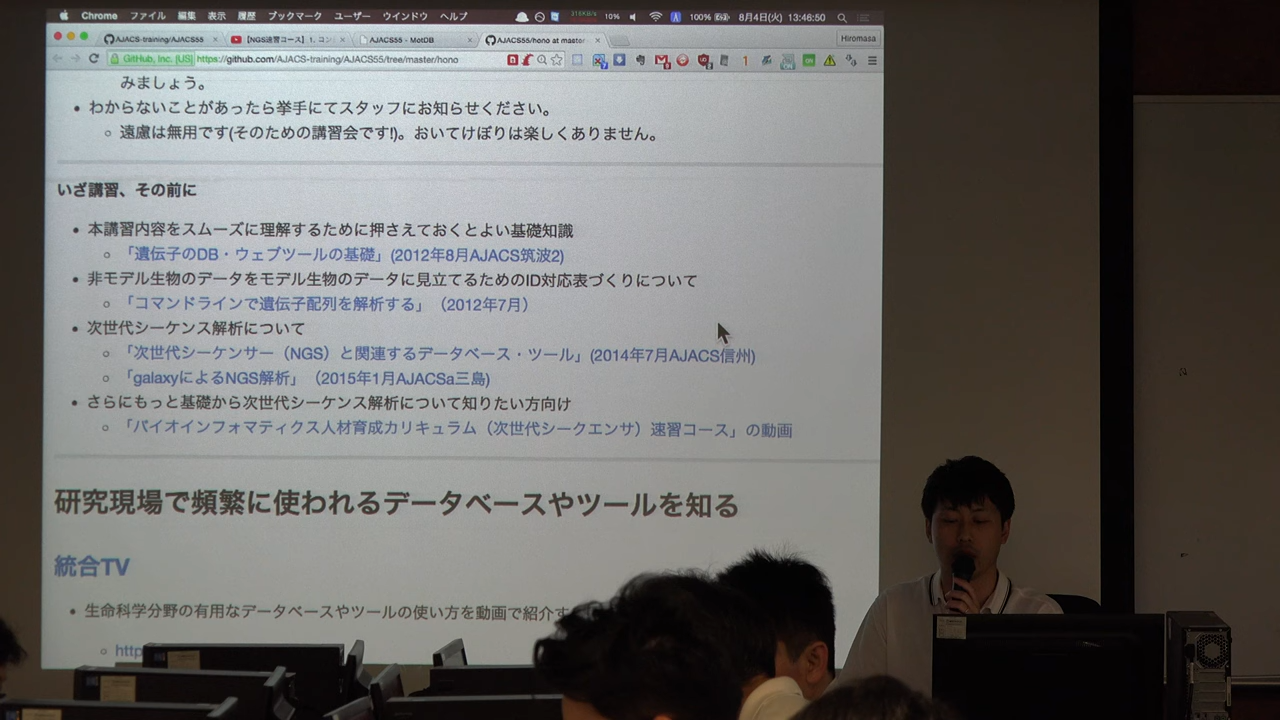 Chrome ファイル 編集 表示 履歴 ブックマーク ユーザー ウインドウ ヘルプ 10% 100% 8月4日(火) 13:46:50
AJACS-training/AJACS55 【NGS速習コース】1. コン AJACS55 - MotDB AJACS55/hono at master Hiromasa
GitHub, Inc. [US] https://github.com/AJACS-training/AJACS55/tree/master/hono
みましょう。
わからないことがあったら挙手にてスタッフにお知らせください。
遠慮は無用です(そのための講習会です!)。おいてけぼりは楽しくありません。
いざ講習、その前に
本講習内容をスムーズに理解するために押さえておくとよい基礎知識
「遺伝子のDB・ウェブツールの基礎」(2012年8月AJACS筑波2)
非モデル生物のデータをモデル生物のデータに見立てるためのID対応表づくりについて
「コマンドラインで遺伝子配列を解析する」（2012年7月）
次世代シーケンス解析について
「次世代シーケンサー（NGS）と関連するデータベース・ツール」(2014年7月AJACS信州)
「galaxyによるNGS解析」（2015年1月AJACSa三島)
さらにもっと基礎から次世代シーケンス解析について知りたい方向け
「バイオインフォマティクス人材育成カリキュラム（次世代シークエンサ）速習コース」の動画
研究現場で頻繁に使われるデータベースやツールを知る
統合TV
生命科学分野の有用なデータベースやツールの使い方を動画で紹介す
http